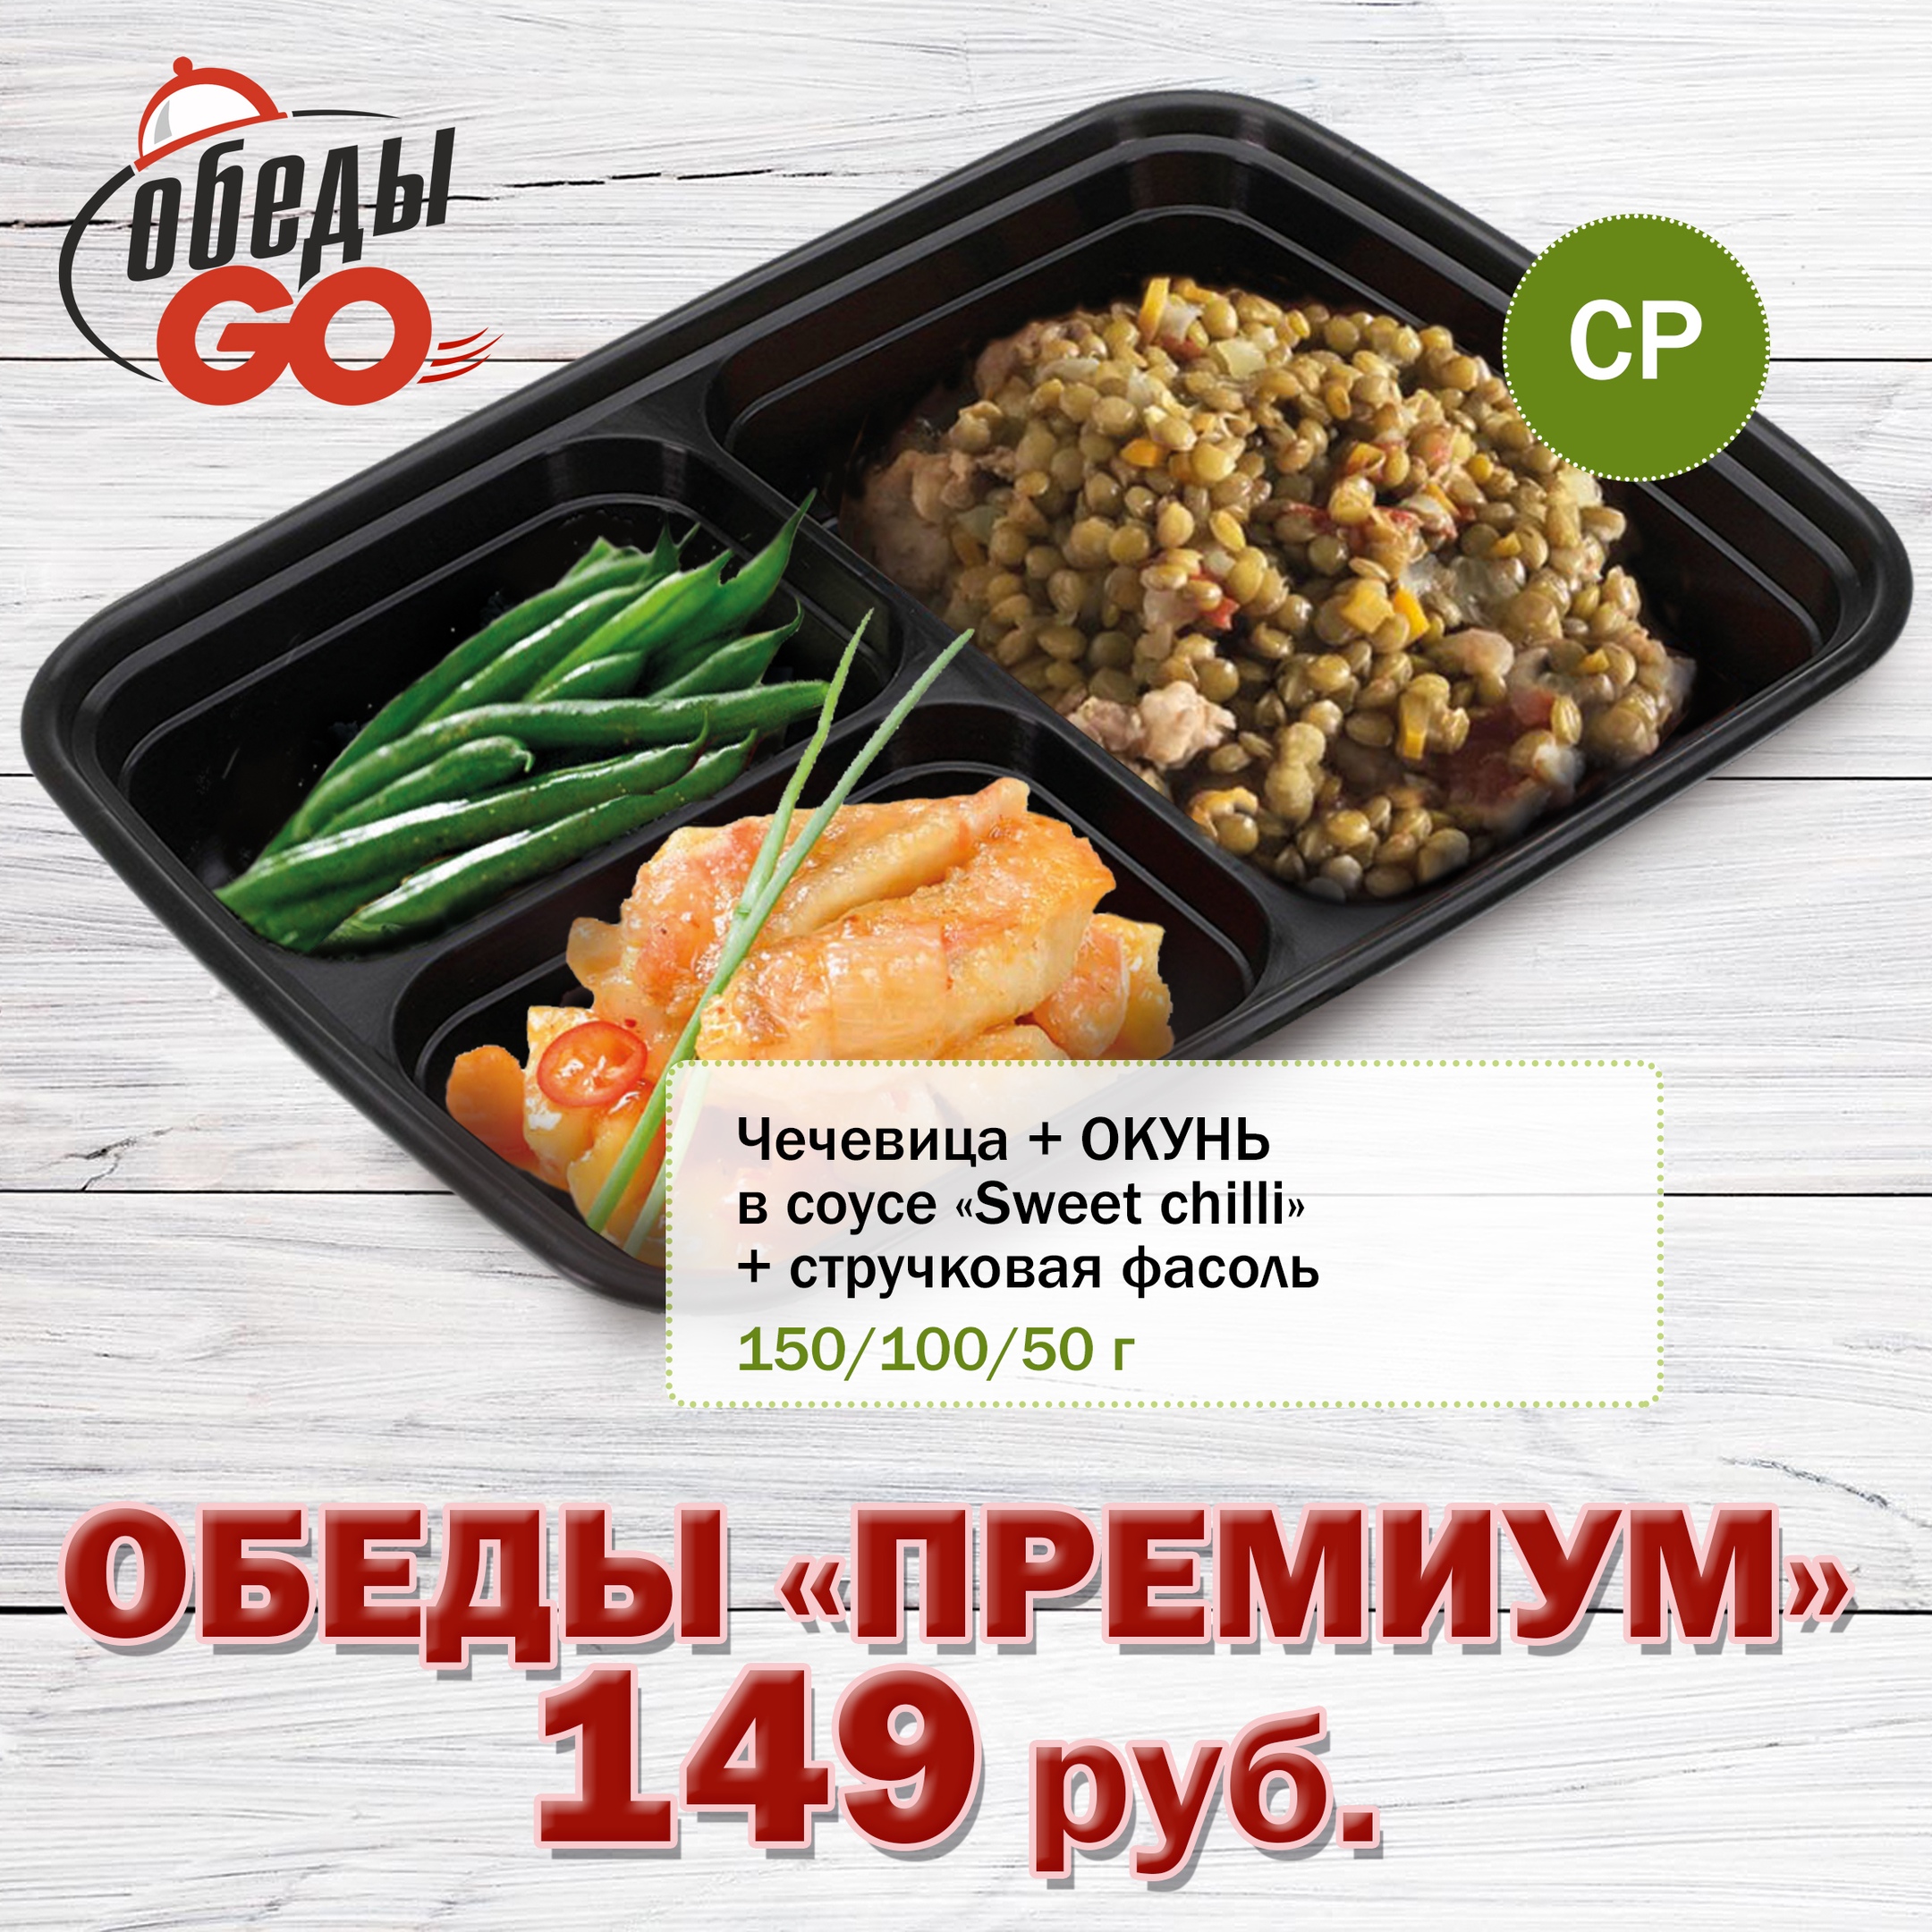 Обеды
GO
СР
Чечевица + ОКУНЬ
в соусе «Sweet chilli»
+ стручковая фасоль
150/100/50 г
ОБЕДЫ «ПРЕМИУМ»
149 руб.